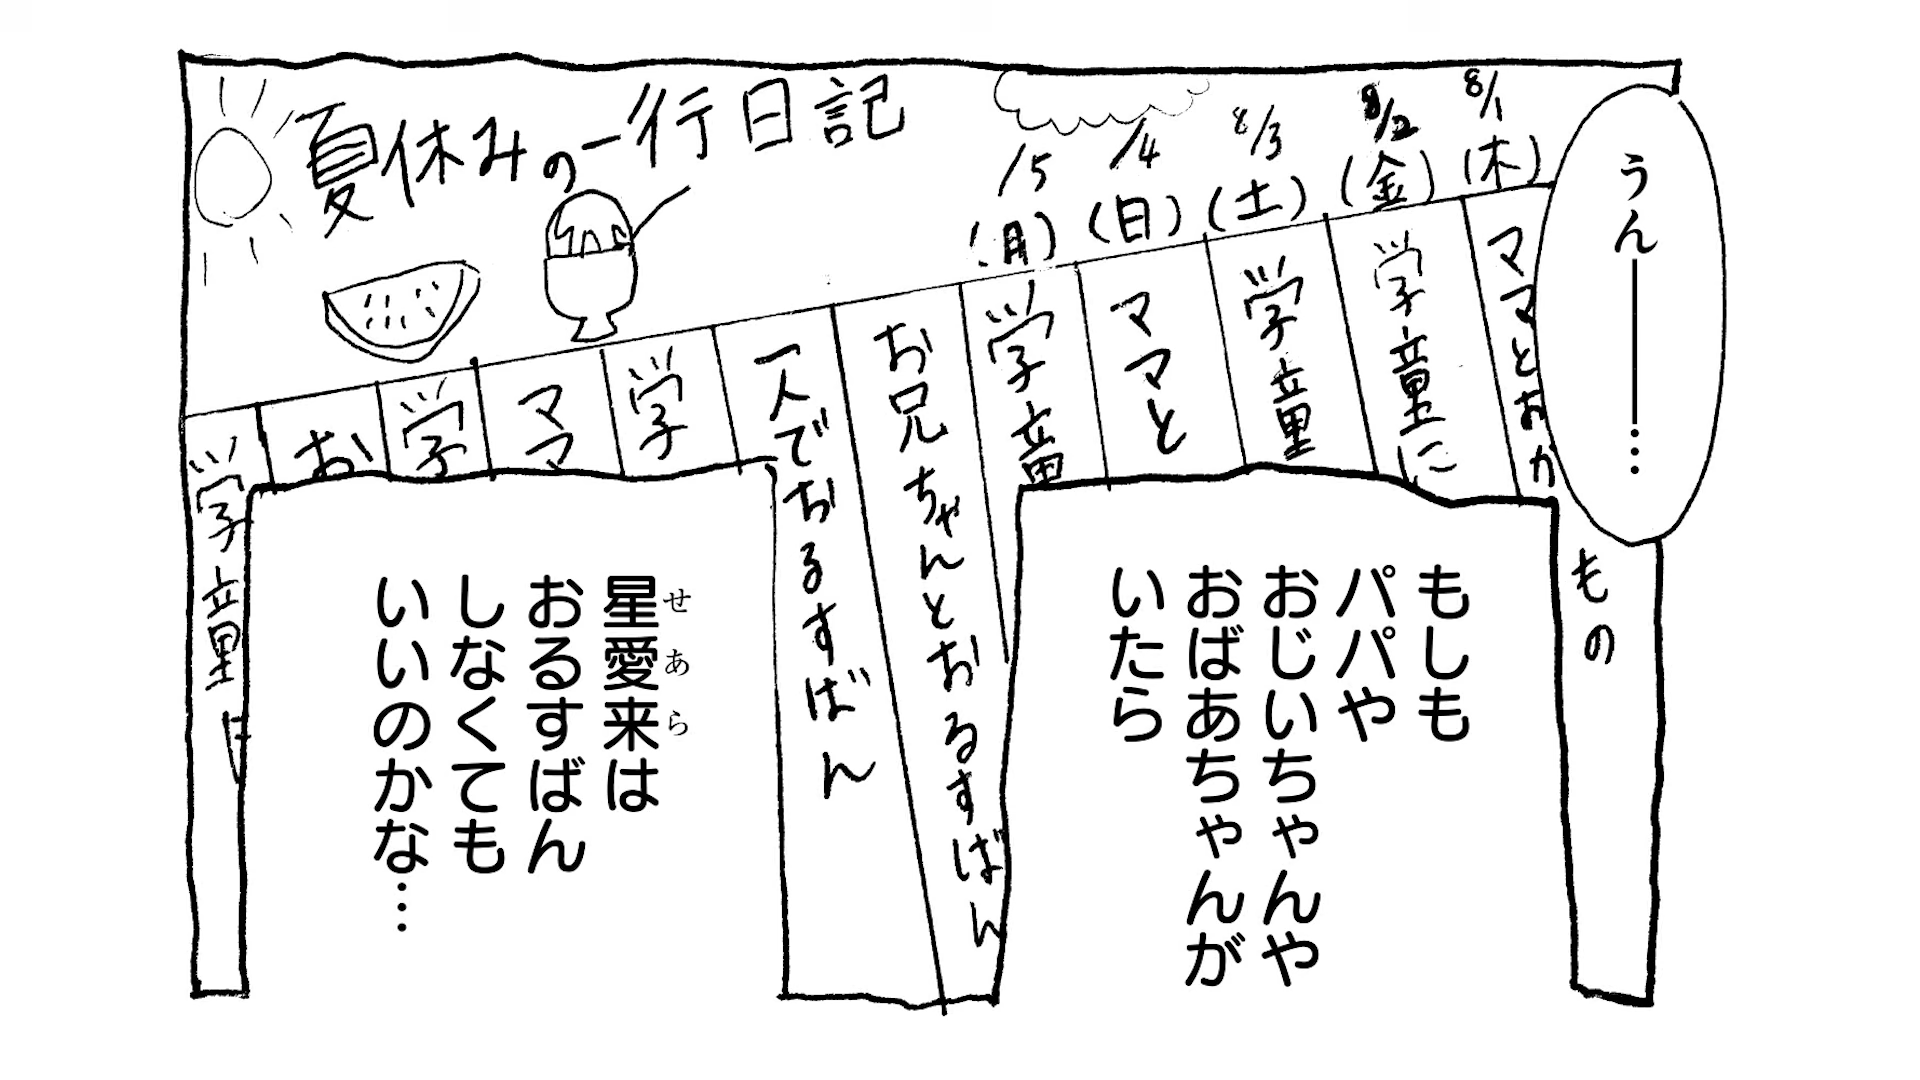 うん――…
夏休みの一行日記
8/1
(木)
ママとおか
もの
8/2
(金)
学童に
8/3
(土)
学童
/4
(日)
ママと
/5
(月)
学童
お兄ちゃんとおるすばん
一人でおるすばん
学
ママ
学
お
学童は
もしも
パパや
おじいちゃんや
おばあちゃんが
いたら
星愛来は
せあら
おるすばん
しなくても
いいのかな…